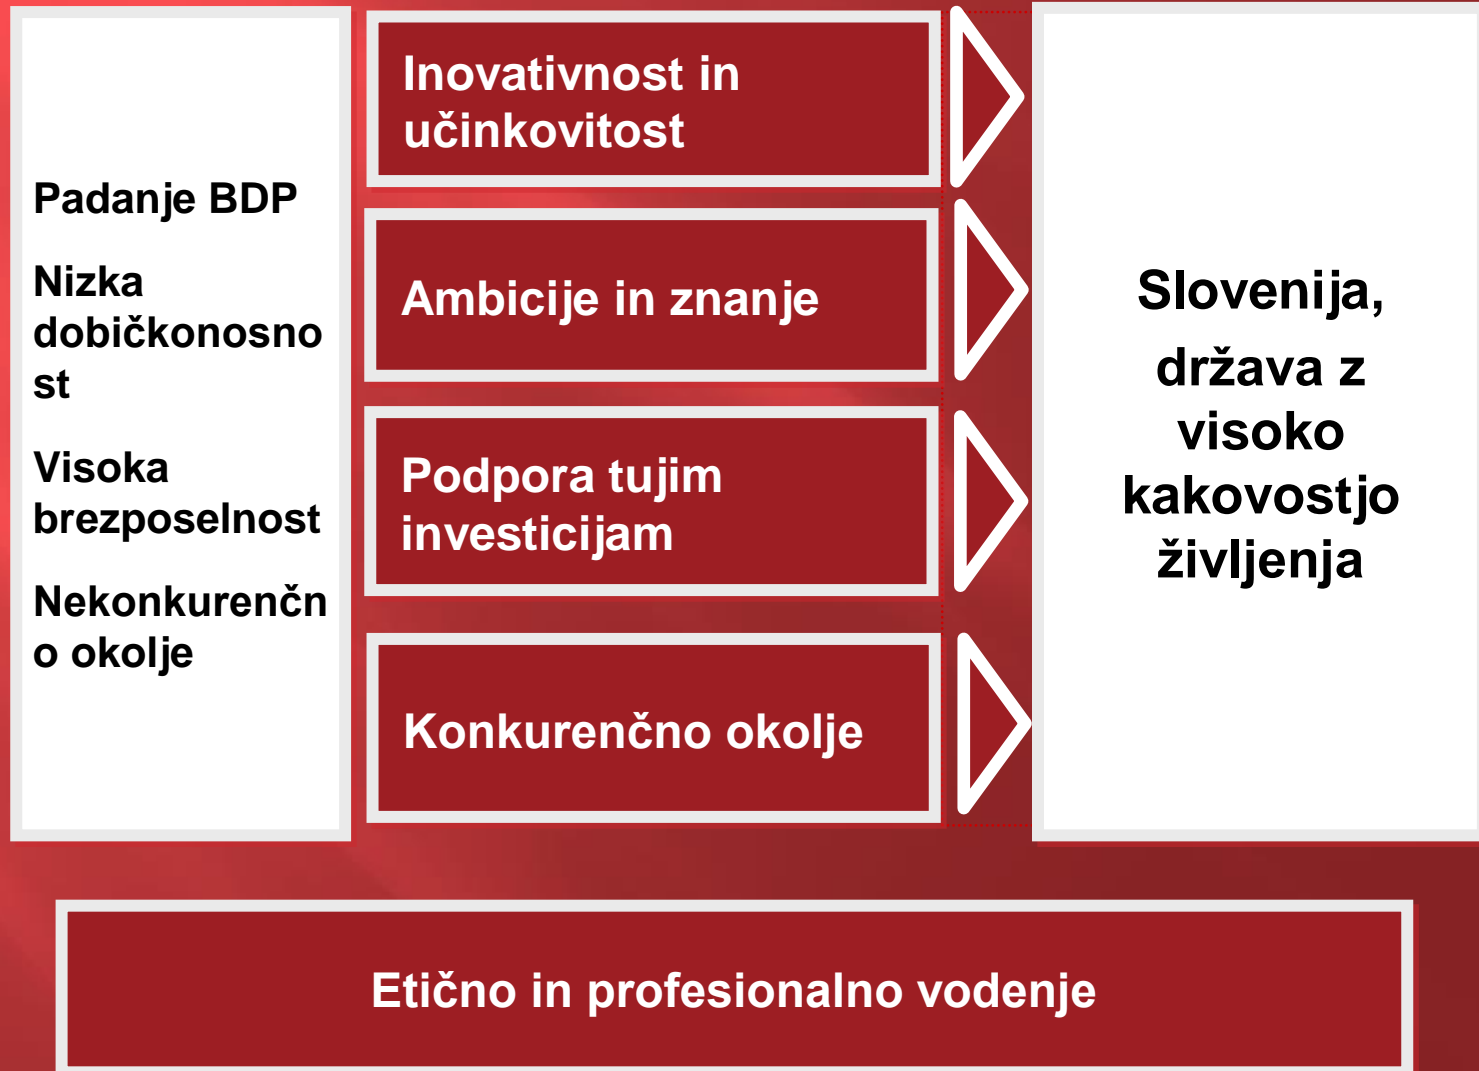 Padanje BDP
Nizka
dobičkonosno
st
Visoka
brezposelnost
Nekonkurenčn
o okolje
Inovativnost in
učinkovitost
Ambicije in znanje
Podpora tujim
investicijam
Konkurenčno okolje
Slovenija,
država z
visoko
kakovostjo
življenja
Etično in profesionalno vodenje